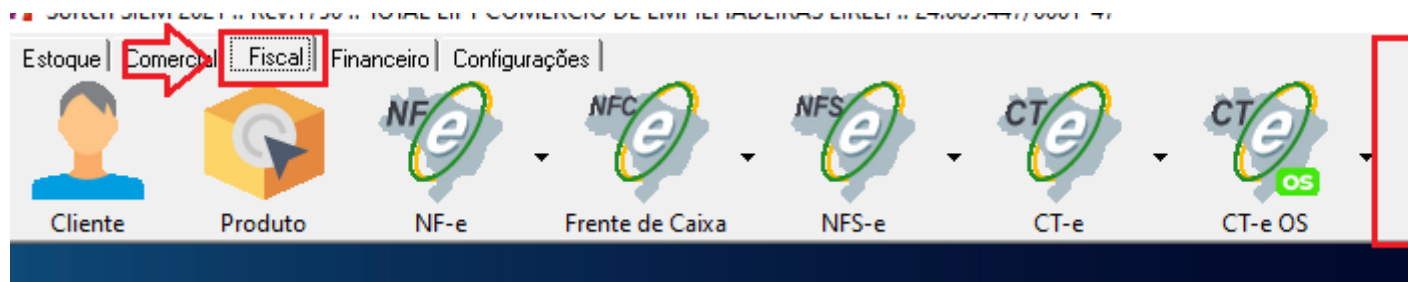 Estoque Comercial Fiscal Financeiro Configurações
NF e NFC e NFS e CT e CT e OS
Cliente Produto NF-e Frente de Caixa NFS-e CT-e CT-e OS